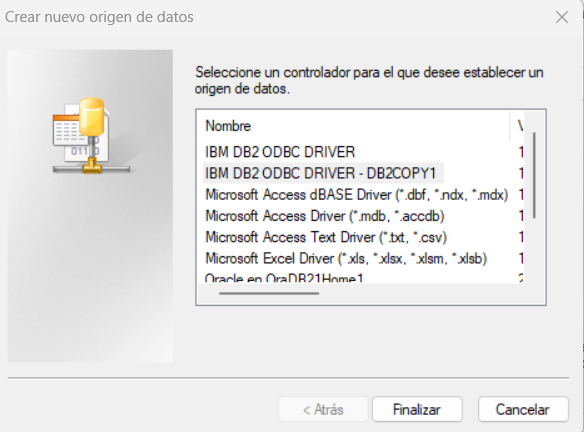 Crear nuevo origen de datos
Seleccione un controlador para el que desee establecer un
origen de datos.
Nombre
IBM DB2 ODBC DRIVER 1
IBM DB2 ODBC DRIVER - DB2COPY1 1
Microsoft Access dBASE Driver (*.dbf, *.ndx, *.mdx) 1
Microsoft Access Driver (*.mdb, *.accdb) 1
Microsoft Access Text Driver (*.txt, *.csv) 1
Microsoft Excel Driver (*.xls, *.xlsx, *.xlsm, *.xlsb) 1
Oracle en OraDB21Home1 2
< Atrás Finalizar Cancelar